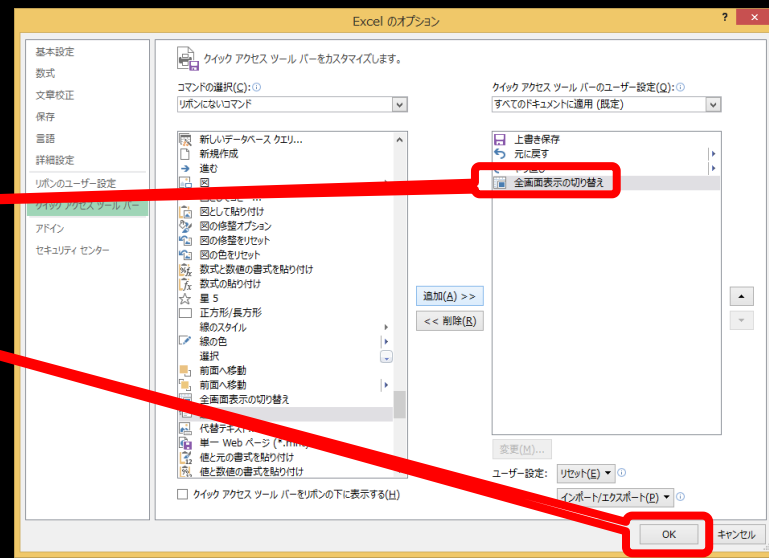 Excel のオプション
? ×
基本設定
数式
文章校正
保存
言語
詳細設定
リボンのユーザー設定
クイック アクセス ツール バー
アドイン
セキュリティ センター
クイック アクセス ツール バーをカスタマイズします。
コマンドの選択(C):
リボンにないコマンド
新しいデータベース クエリ...
新規作成
進む
図
図として貼り付け
図の修整オプション
図の修整をリセット
図の色をリセット
数式と数値の書式を貼り付け
数式の貼り付け
星 5
正方形/長方形
線のスタイル
線の色
選択
前面へ移動
前面へ移動
全画面表示の切り替え
代替テキスト
単一 Web ページ
値と元の書式を貼り付け
値と数値の書式を貼り付け
クイック アクセス ツール バーをリボンの下に表示する(H)
追加(A) >>
<< 削除(R)
クイック アクセス ツール バーのユーザー設定(Q):
すべてのドキュメントに適用 (既定)
上書き保存
元に戻す
全画面表示の切り替え
変更(M)...
ユーザー設定: リセット(E)
インポート/エクスポート(P)
OK キャンセル